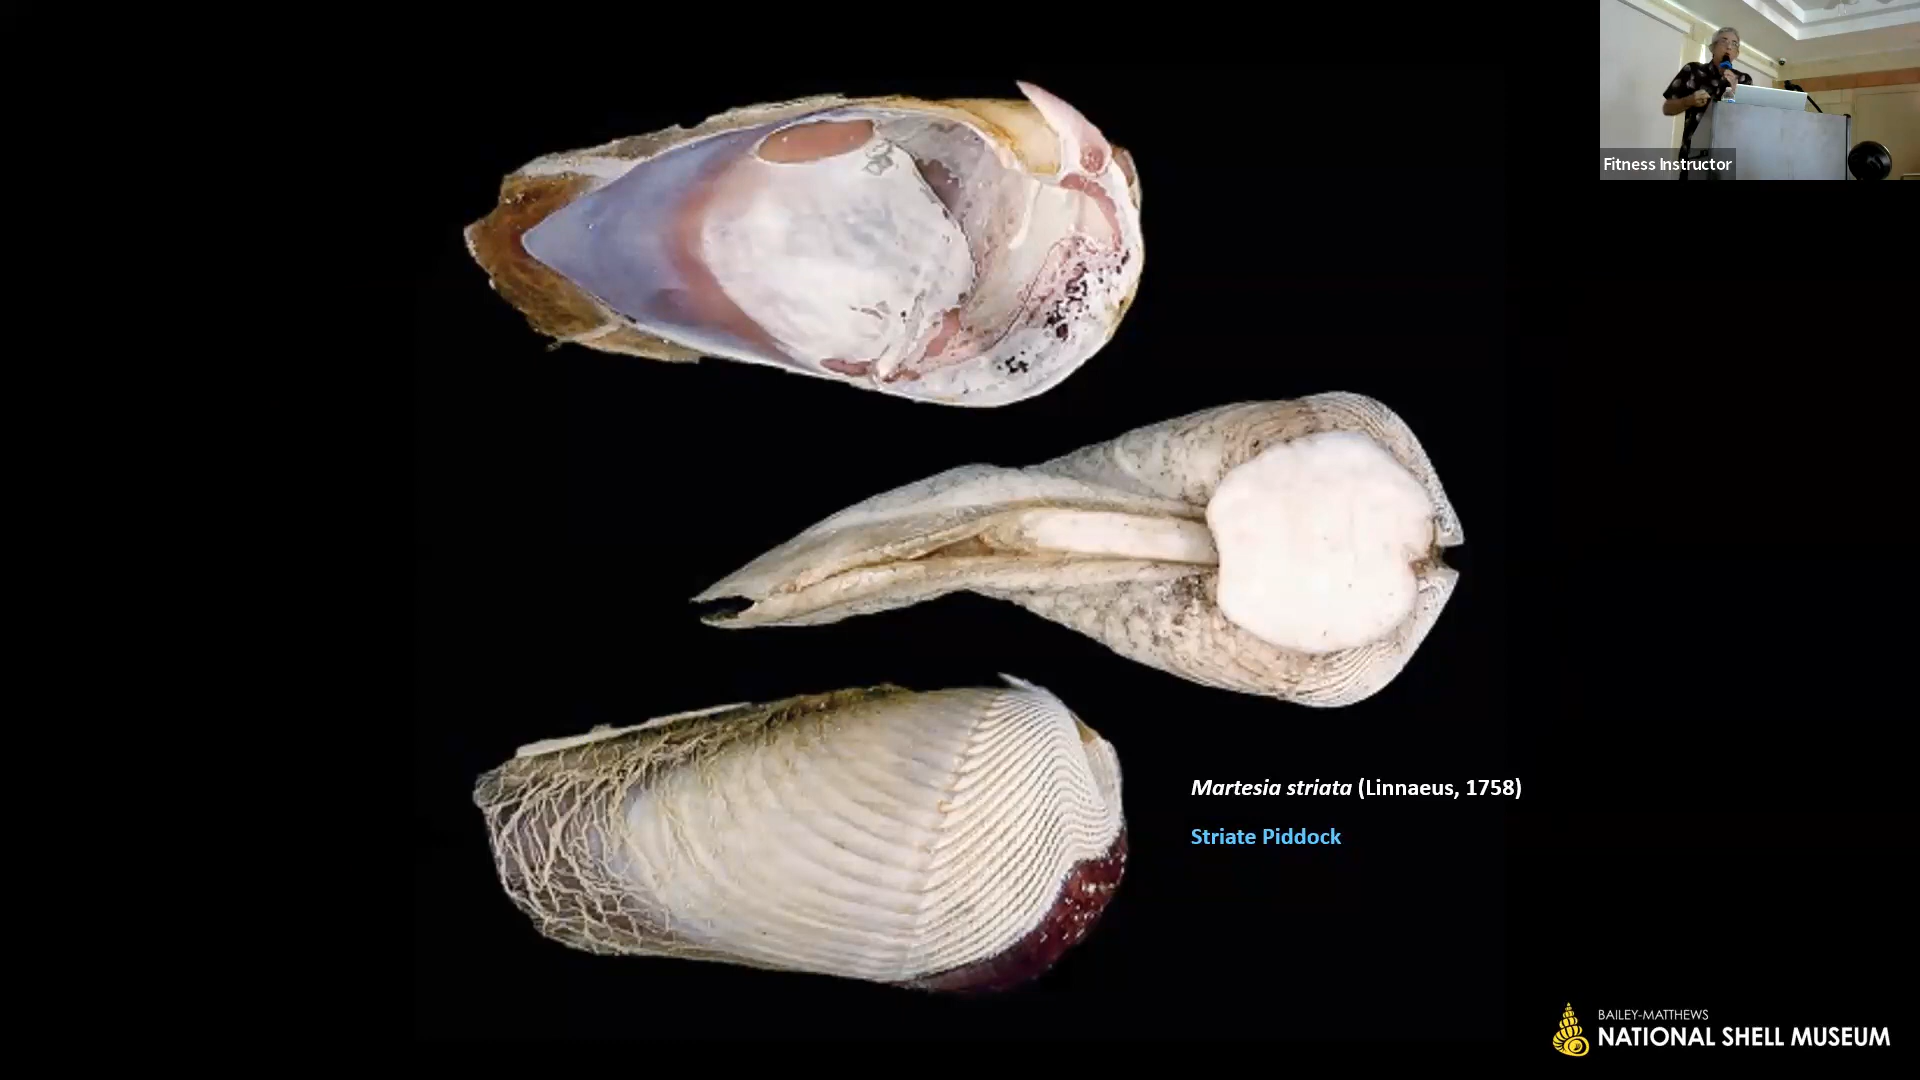 Fitness Instructor
Martesia striata (Linnaeus, 1758)
Striate Piddock
BAILEY-MATTHEWS
NATIONAL SHELL MUSEUM